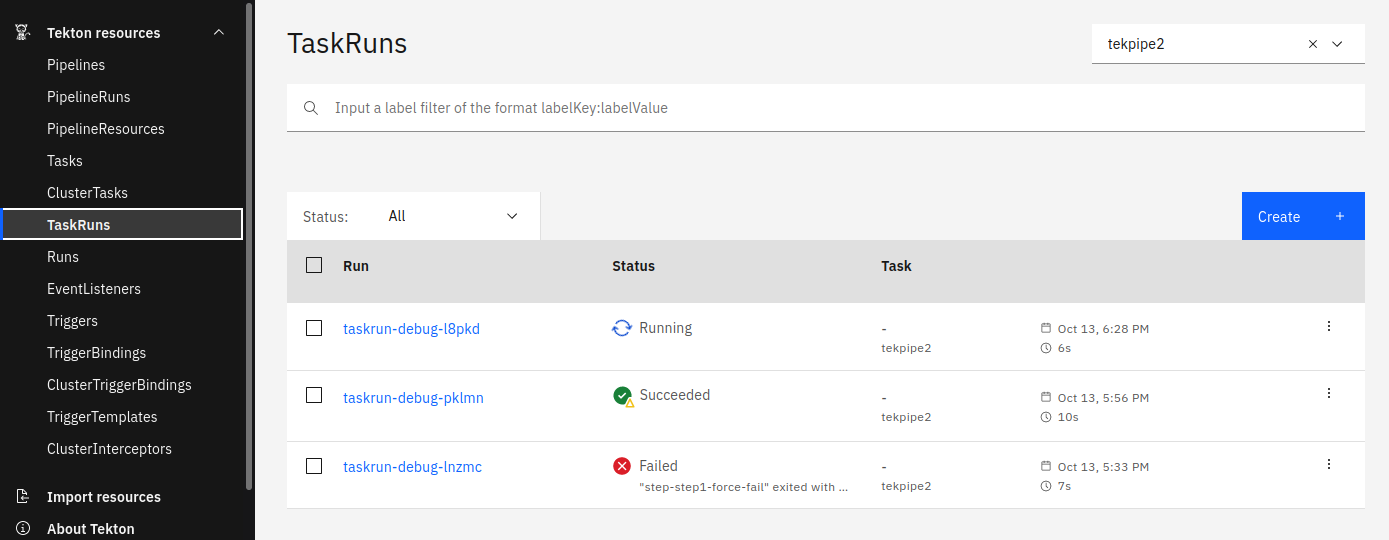 Tekton resources
Pipelines
PipelineRuns
PipelineResources
Tasks
ClusterTasks
TaskRuns
Runs
EventListeners
Triggers
TriggerBindings
ClusterTriggerBindings
TriggerTemplates
ClusterInterceptors
Import resources
About Tekton
TaskRuns
tekpipe2
Input a label filter of the format labelKey:labelValue
Status: All
Create +
Run Status Task
taskrun-debug-l8pkd Running - Oct 13, 6:28 PM
tekpipe2 6s
taskrun-debug-pklmn Succeeded - Oct 13, 5:56 PM
tekpipe2 10s
taskrun-debug-lnzmc Failed - Oct 13, 5:33 PM
"step-step1-force-fail" exited with ... tekpipe2 7s